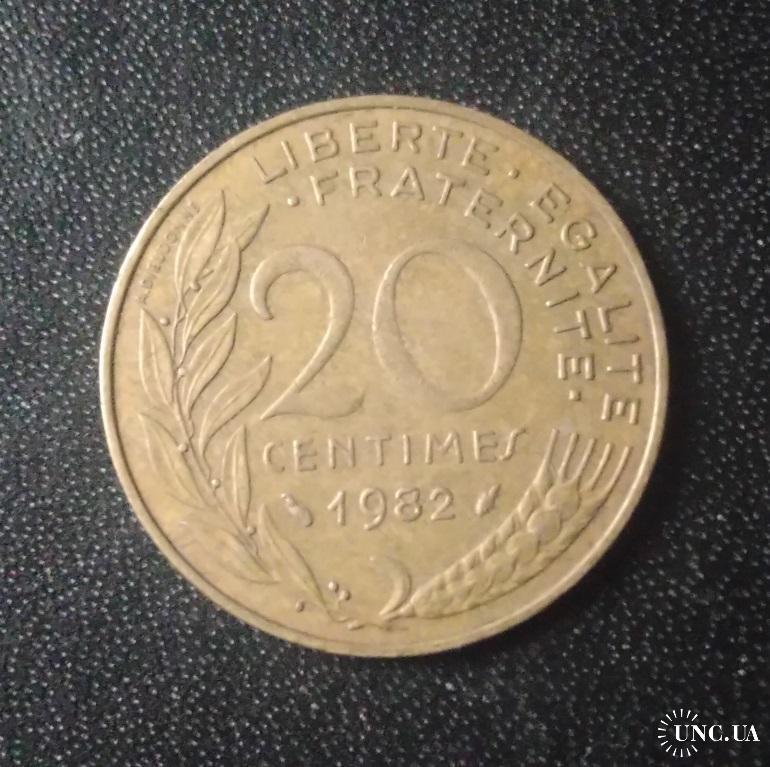 LIBERTE · EGALITE
· FRATERNITE ·
20
CENTIMES
1982
UNC.UA